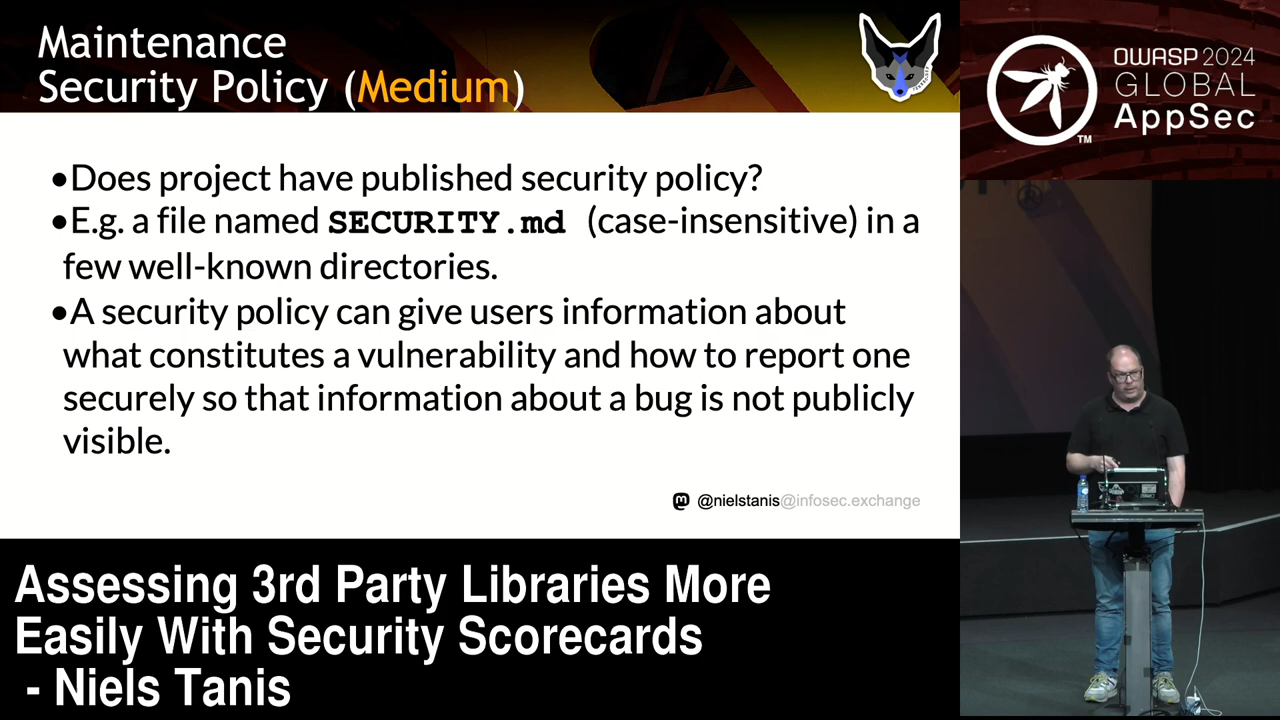 Maintenance
Security Policy (Medium)
•Does project have published security policy?
•E.g. a file named SECURITY.md (case-insensitive) in a
few well-known directories.
•A security policy can give users information about
what constitutes a vulnerability and how to report one
securely so that information about a bug is not publicly
visible.
@nielstanis@infosec.exchange
OWASP 2024
GLOBAL
AppSec
TM
Assessing 3rd Party Libraries More
Easily With Security Scorecards
- Niels Tanis